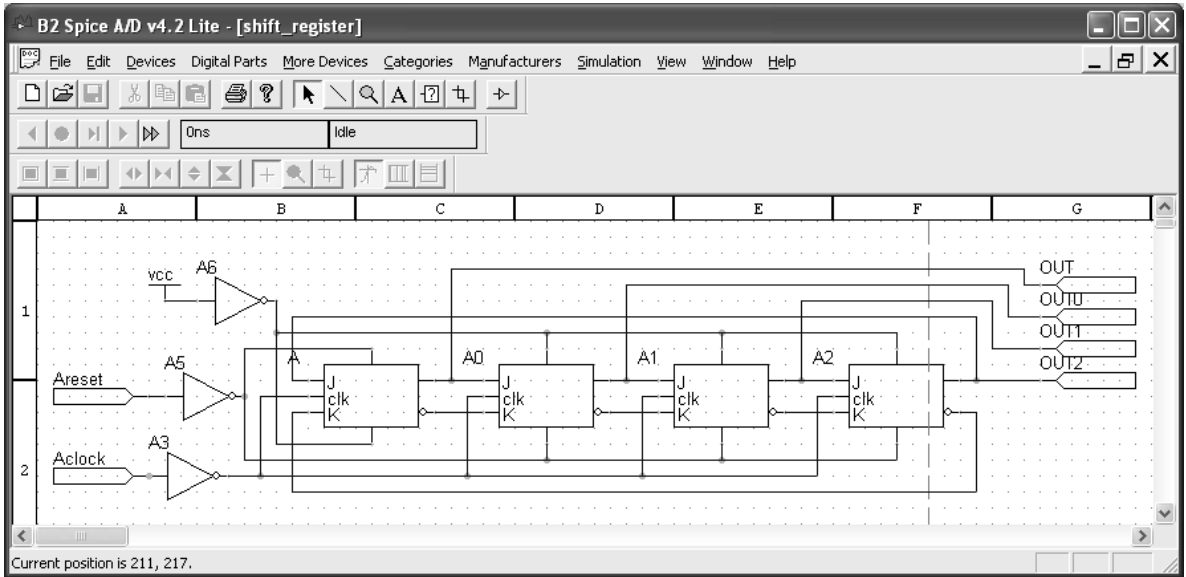 B2 Spice A/D v4.2 Lite - [shift_register]
DOC
File Edit Devices Digital Parts More Devices Categories Manufacturers Simulation View Window Help
A
0ns Idle
A B C D E F G
1
2
vcc A6
OUT
OUT0
OUT1
OUT2
A5 A A0 A1 A2
Areset
J J J J
clk clk clk clk
K K K K
A3
Aclock
Current position is 211, 217.